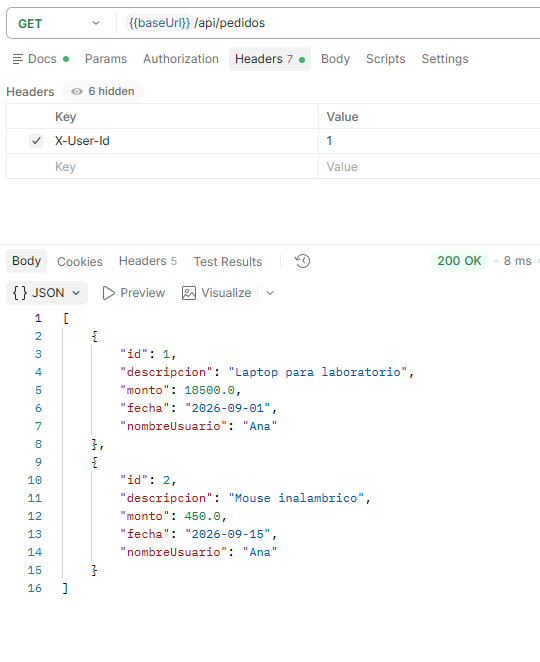 GET {{baseUrl}} /api/pedidos
Docs Params Authorization Headers 7 Body Scripts Settings
Headers 6 hidden
Key Value
X-User-Id 1
Key Value
Body Cookies Headers 5 Test Results 200 OK • 8 ms •
{} JSON Preview Visualize
1 [
2 {
3 "id": 1,
4 "descripcion": "Laptop para laboratorio",
5 "monto": 18500.0,
6 "fecha": "2026-09-01",
7 "nombreUsuario": "Ana"
8 },
9 {
10 "id": 2,
11 "descripcion": "Mouse inalambrico",
12 "monto": 450.0,
13 "fecha": "2026-09-15",
14 "nombreUsuario": "Ana"
15 }
16 ]